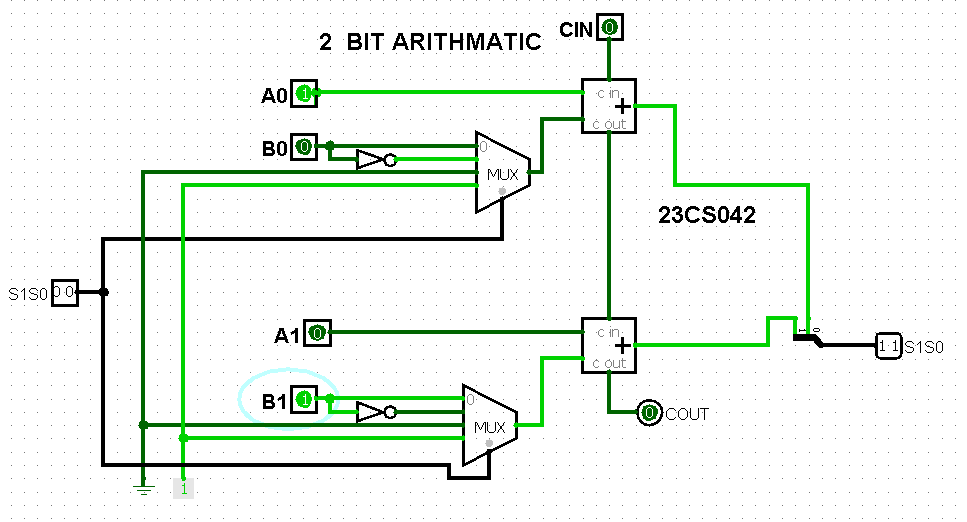 CIN 0
2 BIT ARITHMATIC
A0 1
c in
+
c out
B0 0
0
MUX
23CS042
S1S0 0 0
A1 0
c in
+
c out
1
0
1 1 S1S0
B1 1
0
MUX
0 COUT
1